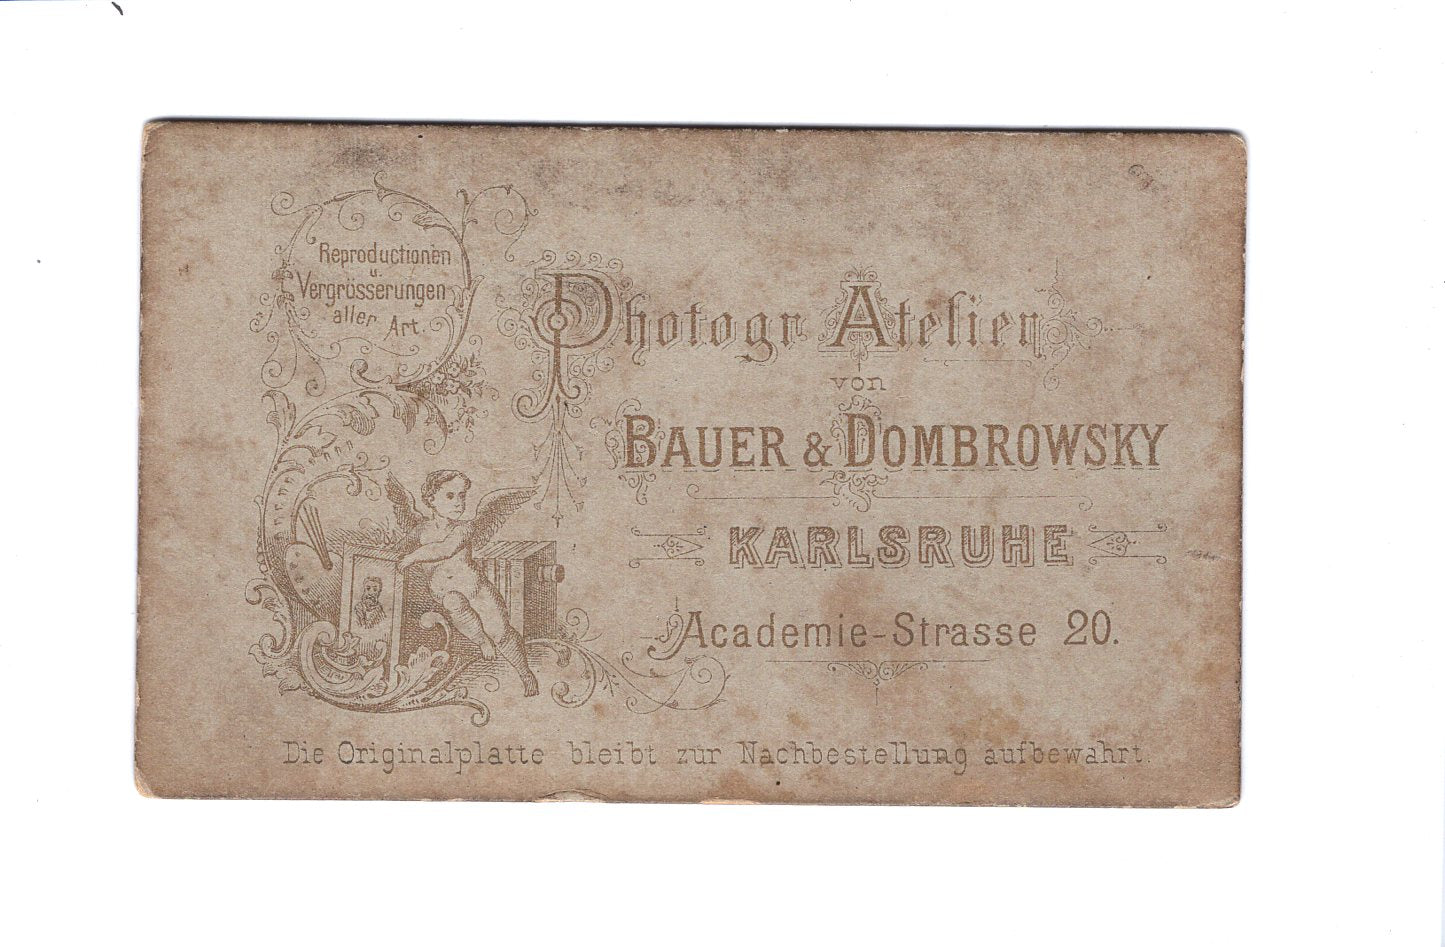 Reproductionen
u.
Vergrösserungen
aller Art.
Photogr Atelier
von
BAUER & DOMBROWSKY
KARLSRUHE
Academie-Strasse 20.
Die Originalplatte bleibt zur Nachbestellung aufbewahrt.